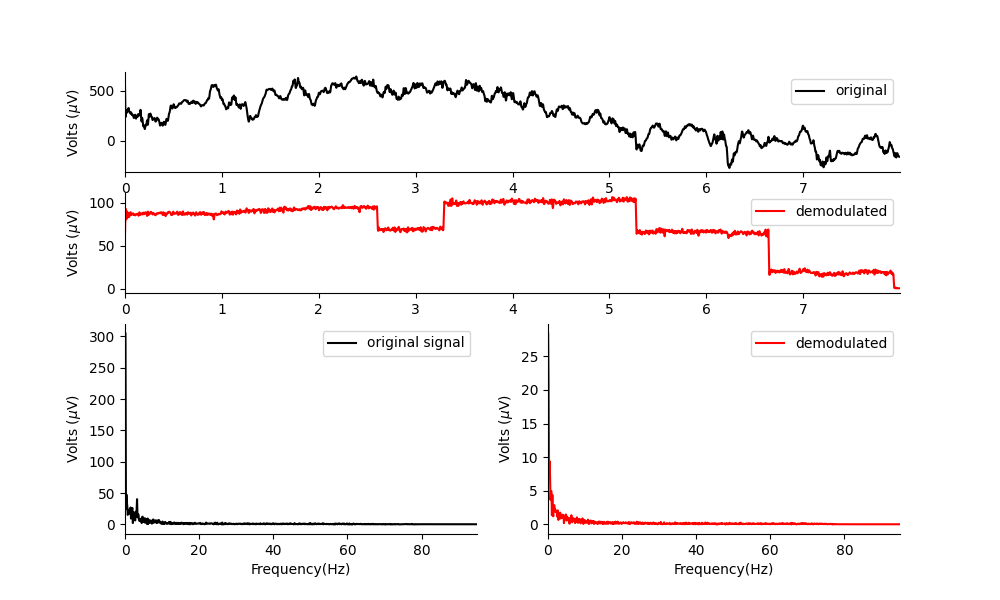 Volts (μV)
500
0
original
0 1 2 3 4 5 6 7
Volts (μV)
100
50
0
demodulated
0 1 2 3 4 5 6 7
Volts (μV)
300
250
200
150
100
50
0
original signal
0 20 40 60 80
Frequency(Hz)
Volts (μV)
25
20
15
10
5
0
demodulated
0 20 40 60 80
Frequency(Hz)